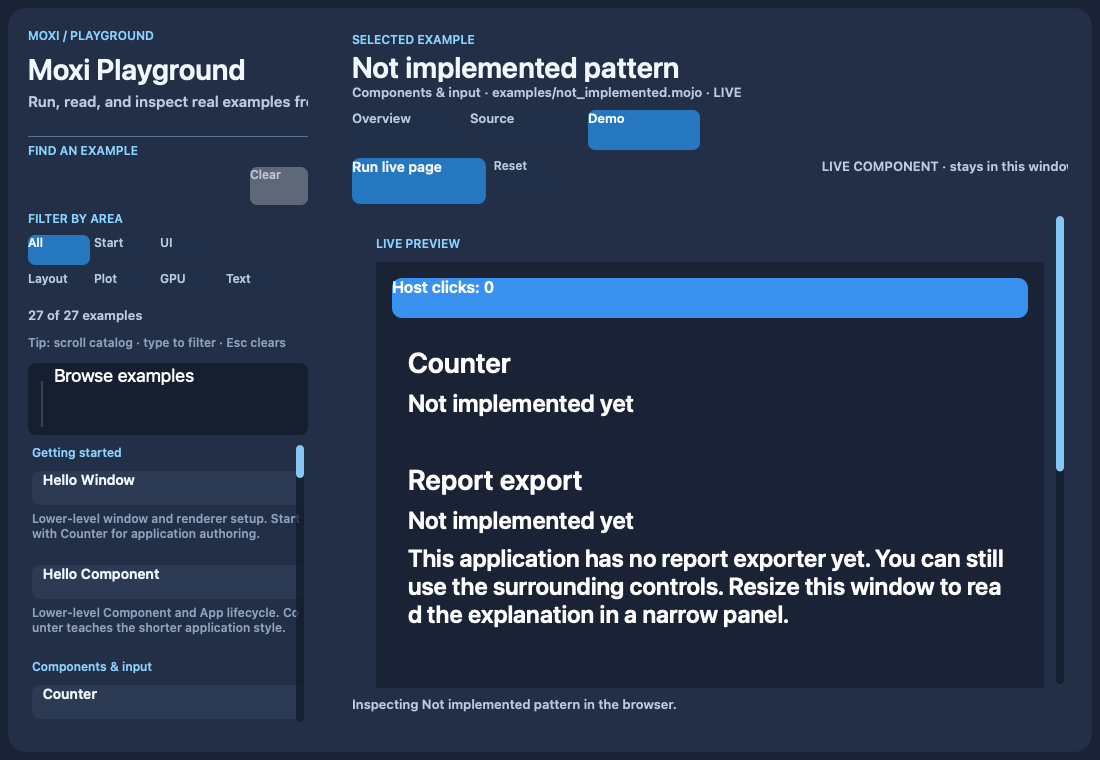 MOXI / PLAYGROUND
Moxi Playground
Run, read, and inspect real examples fr
FIND AN EXAMPLE
Clear
FILTER BY AREA
All Start UI
Layout Plot GPU Text
27 of 27 examples
Tip: scroll catalog · type to filter · Esc clears
Browse examples
Getting started
Hello Window
Lower-level window and renderer setup. Start
with Counter for application authoring.
Hello Component
Lower-level Component and App lifecycle. Co
unter teaches the shorter application style.
Components & input
Counter
SELECTED EXAMPLE
Not implemented pattern
Components & input · examples/not_implemented.mojo · LIVE
Overview Source Demo
Run live page Reset LIVE COMPONENT · stays in this window
LIVE PREVIEW
Host clicks: 0
Counter
Not implemented yet
Report export
Not implemented yet
This application has no report exporter yet. You can still
use the surrounding controls. Resize this window to rea
d the explanation in a narrow panel.
Inspecting Not implemented pattern in the browser.